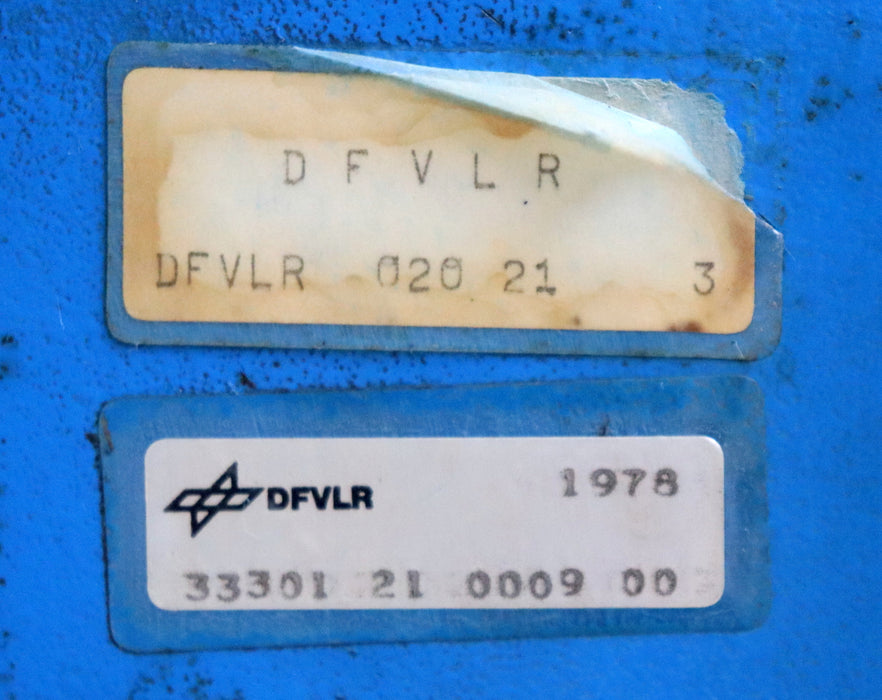 D F V L R
DFVLR 020 21 3
DFVLR 1978
33301 21 0009 00